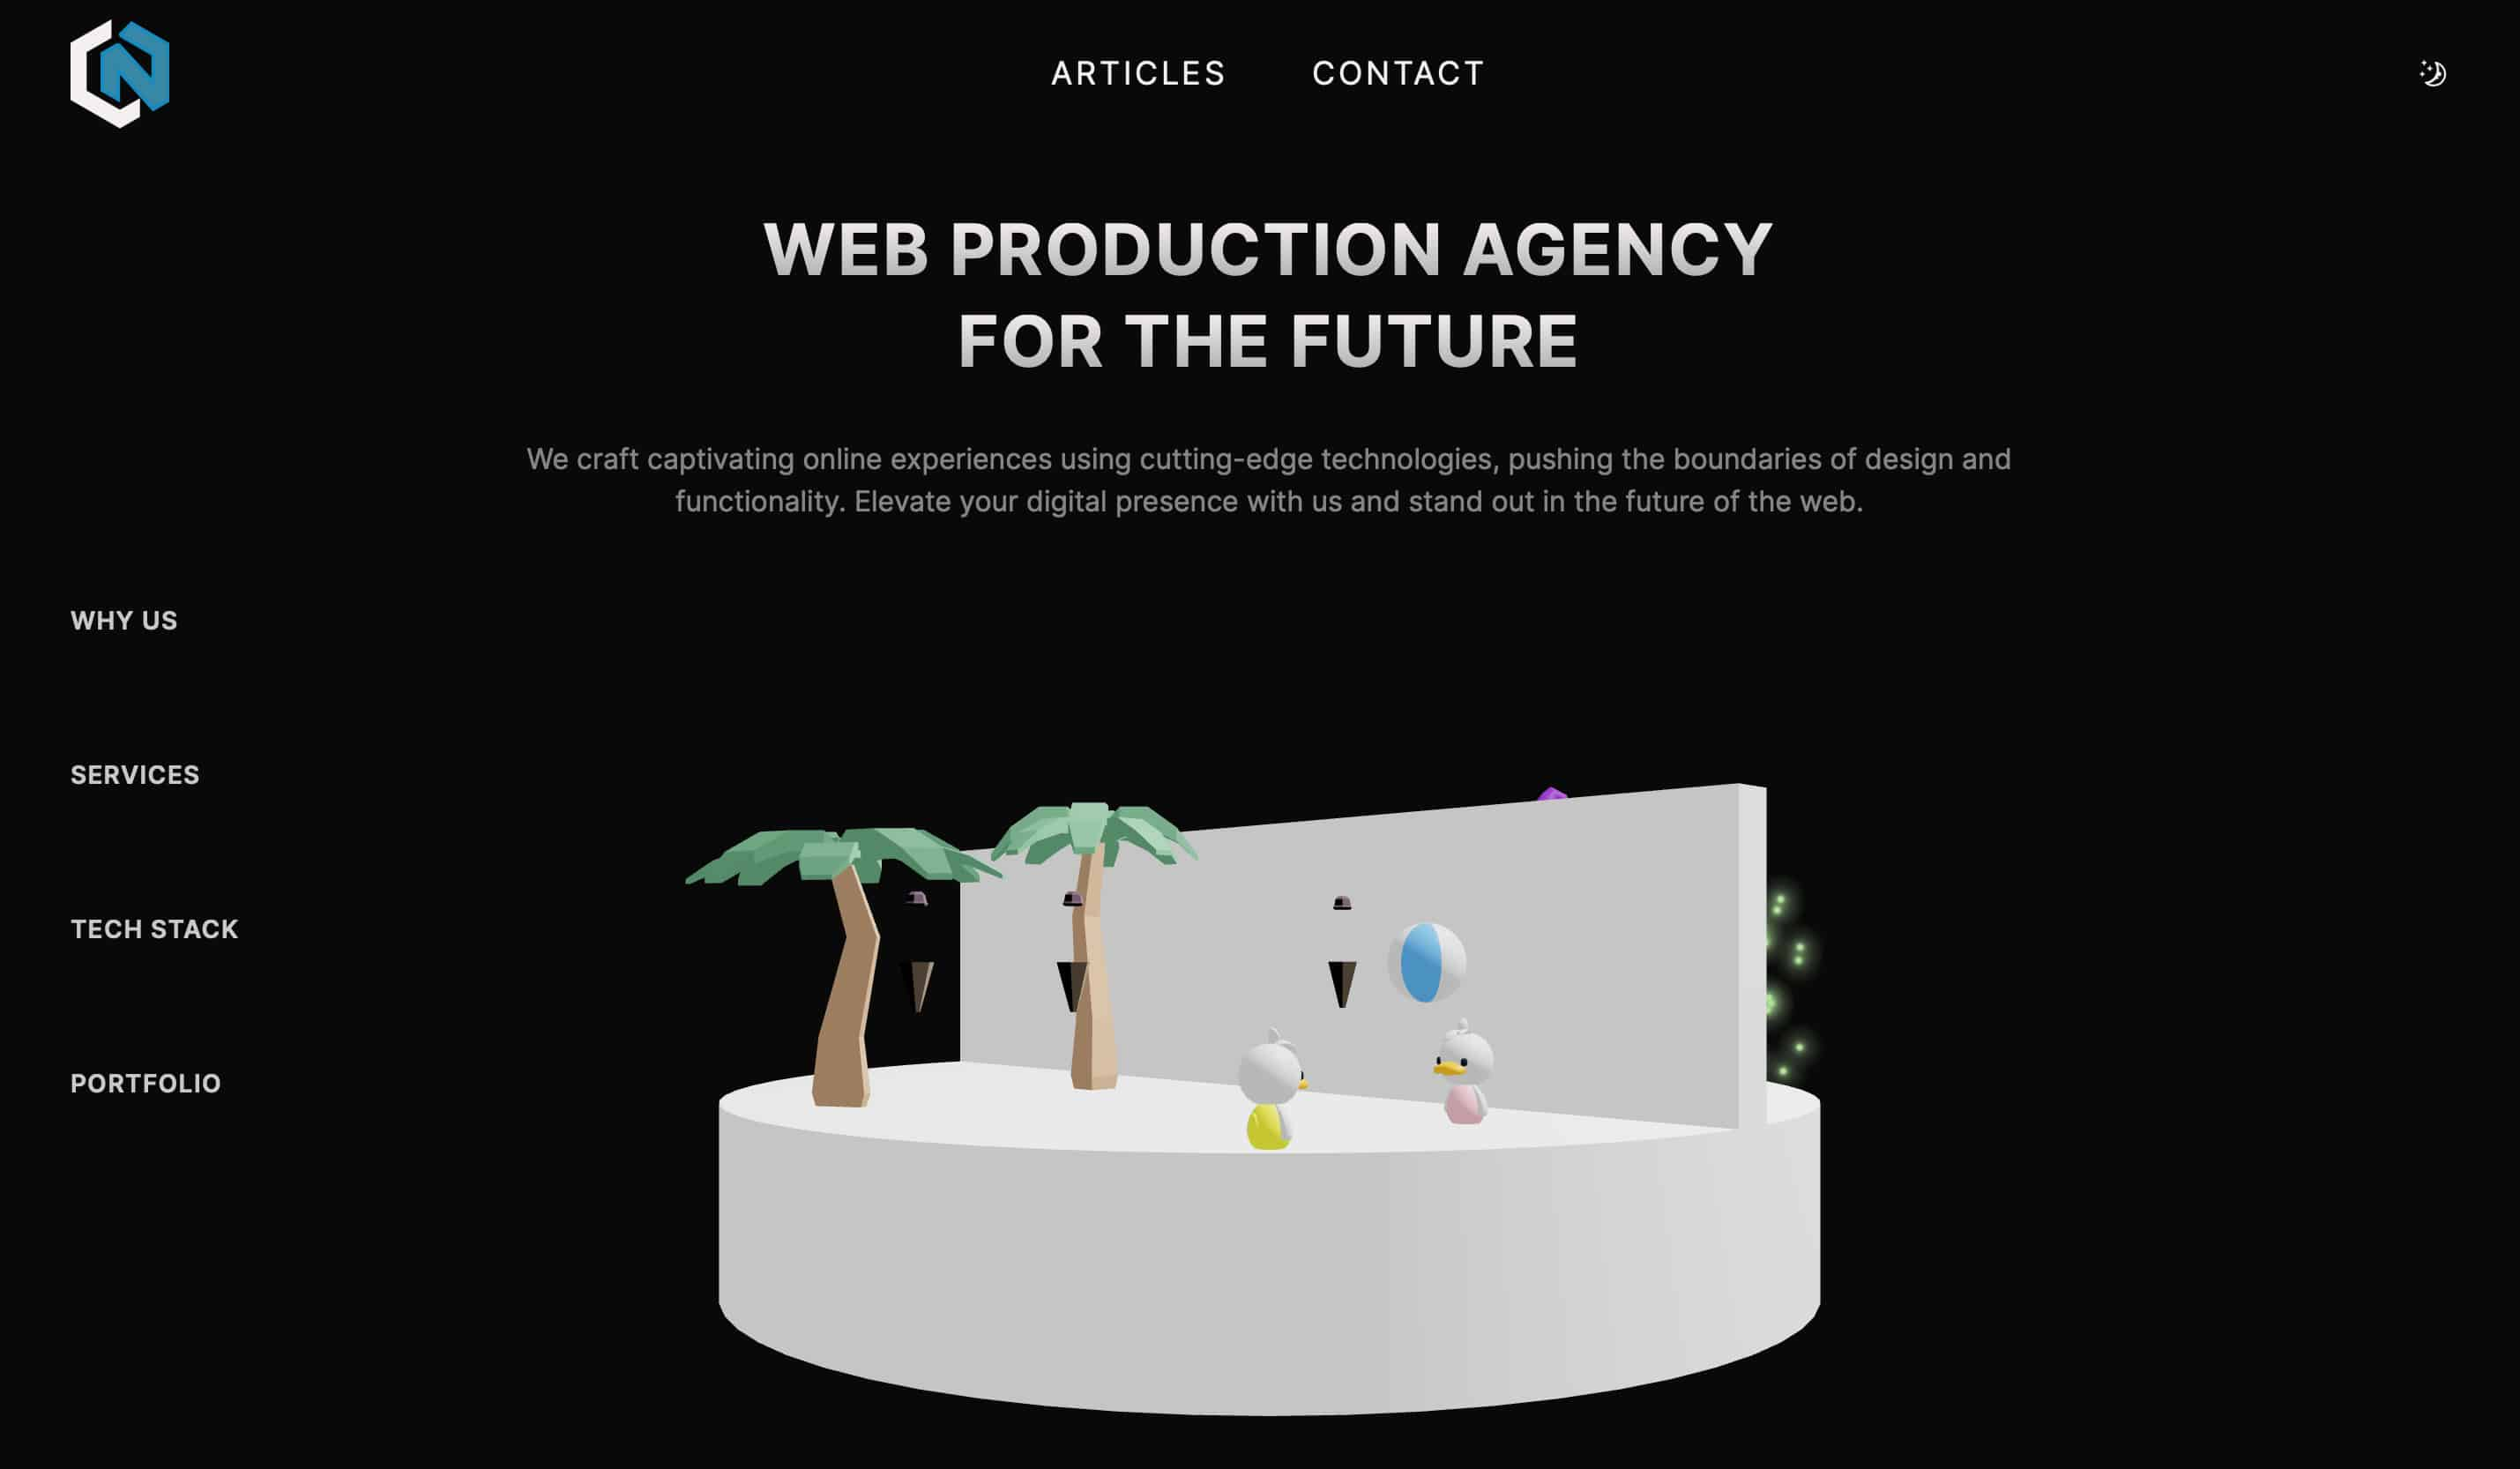 ARTICLES CONTACT
WEB PRODUCTION AGENCY
FOR THE FUTURE
We craft captivating online experiences using cutting-edge technologies, pushing the boundaries of design and
functionality. Elevate your digital presence with us and stand out in the future of the web.
WHY US
SERVICES
TECH STACK
PORTFOLIO